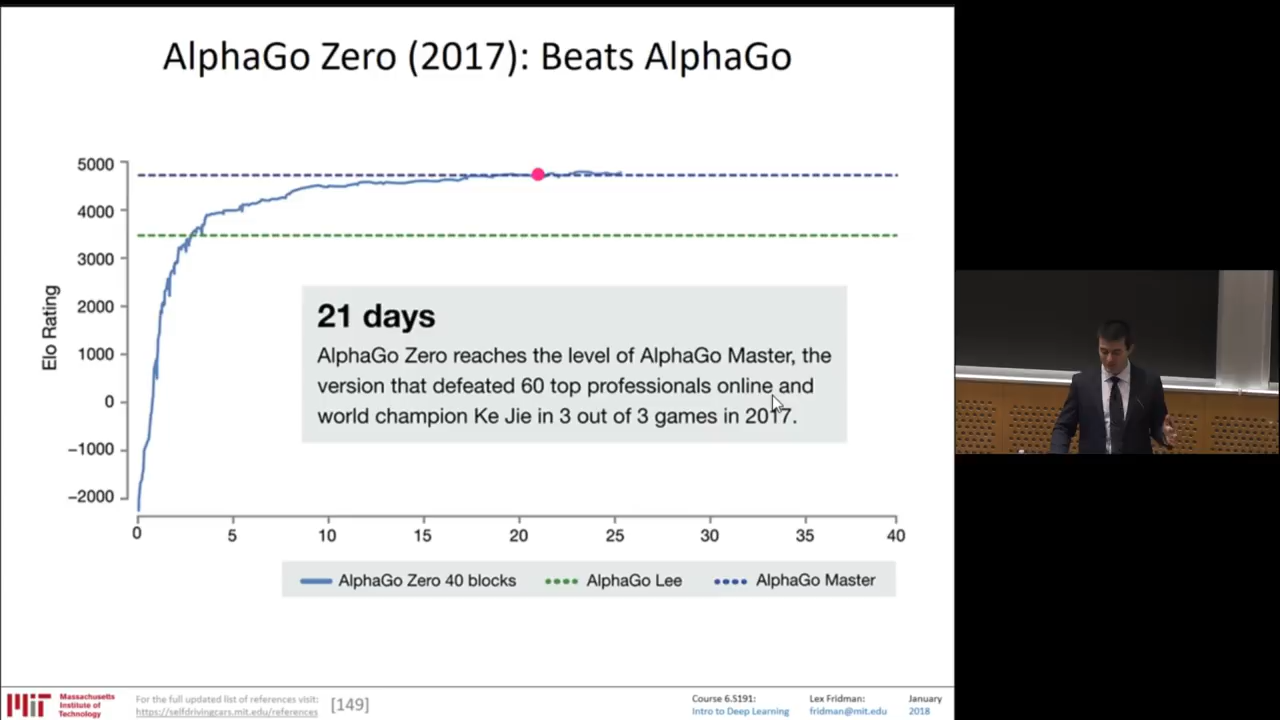 AlphaGo Zero (2017): Beats AlphaGo
5000
4000
3000
2000
1000
0
−1000
−2000
Elo Rating
21 days
AlphaGo Zero reaches the level of AlphaGo Master, the
version that defeated 60 top professionals online and
world champion Ke Jie in 3 out of 3 games in 2017.
0 5 10 15 20 25 30 35 40
AlphaGo Zero 40 blocks AlphaGo Lee AlphaGo Master
MIT
Massachusetts
Institute of
Technology
For the full updated list of references visit:
https://selfdrivingcars.mit.edu/references
[149]
Course 6.S191:
Intro to Deep Learning
Lex Fridman:
fridman@mit.edu
January
2018